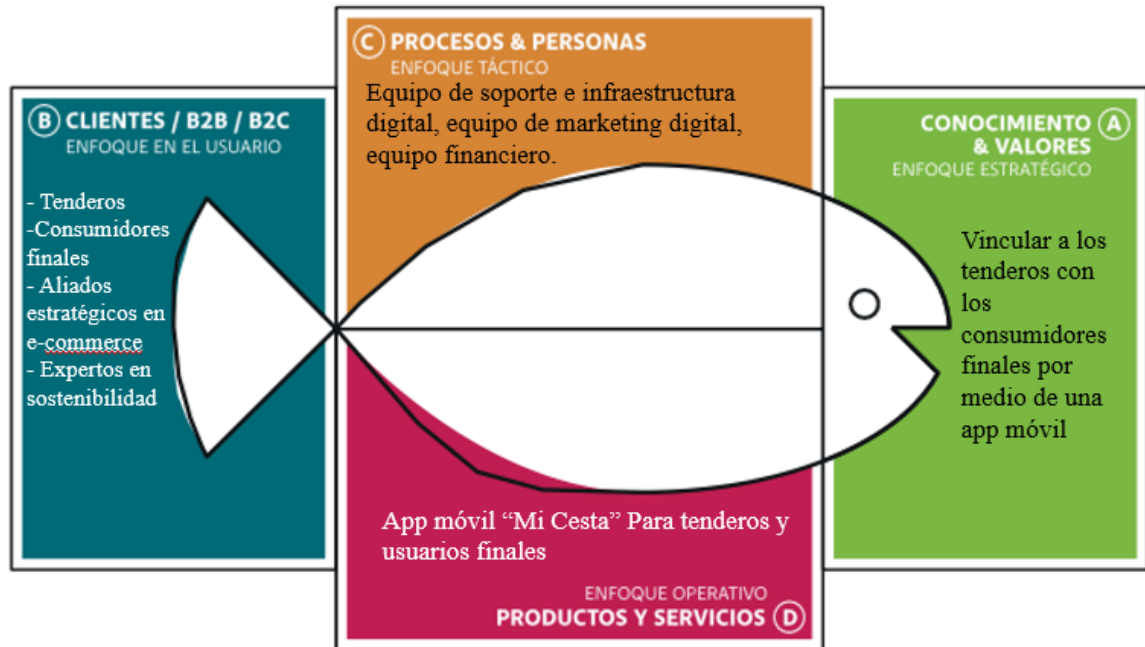 Ⓒ PROCESOS & PERSONAS
ENFOQUE TÁCTICO
Equipo de soporte e infraestructura
digital, equipo de marketing digital,
equipo financiero.
Ⓑ CLIENTES / B2B / B2C
ENFOQUE EN EL USUARIO
- Tenderos
-Consumidores
finales
- Aliados
estratégicos en
e-commerce
- Expertos en
sostenibilidad
CONOCIMIENTO Ⓐ
& VALORES
ENFOQUE ESTRATÉGICO
Vincular a los
tenderos con
los
consumidores
finales por
medio de una
app móvil
App móvil “Mi Cesta” Para tenderos y
usuarios finales
ENFOQUE OPERATIVO
PRODUCTOS Y SERVICIOS Ⓓ